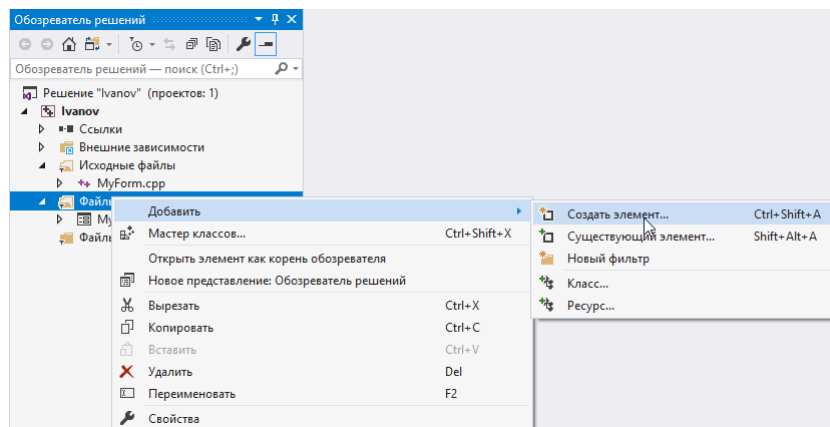 Обозреватель решений
Обозреватель решений — поиск (Ctrl+;)
Решение "Ivanov" (проектов: 1)
Ivanov
Ссылки
Внешние зависимости
Исходные файлы
MyForm.cpp
Добавить
Мастер классов... Ctrl+Shift+X
Открыть элемент как корень обозревателя
Новое представление: Обозреватель решений
Вырезать Ctrl+X
Копировать Ctrl+C
Вставить Ctrl+V
Удалить Del
Переименовать F2
Свойства
Создать элемент... Ctrl+Shift+A
Существующий элемент... Shift+Alt+A
Новый фильтр
Класс...
Ресурс...